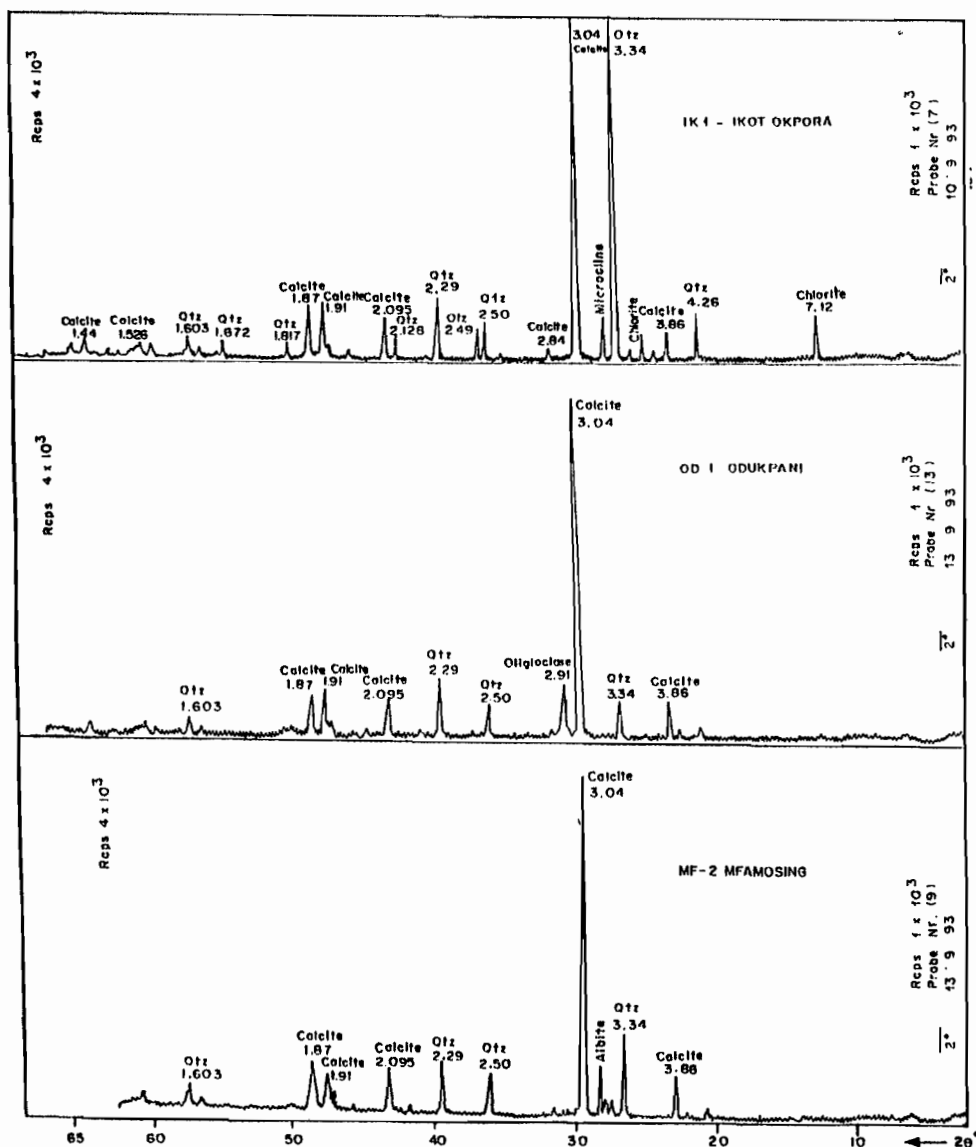 3.04
Calcite
Qtz
3.34
Reps 4 x 10³
IK1 - IKOT OKPORA
Reps 1 x 10³
Probe Nr (7)
10 9 93
2°
Calcite
1.44
Calcite
1.526
Qtz
1.603
Qtz
1.672
Qtz
1.817
Calcite
1.87
Calcite
1.91
Calcite
2.095
Qtz
2.128
Qtz
2.29
Qtz
2.49
Qtz
2.50
Calcite
2.84
Microcline
Chlorite
Calcite
3.86
Qtz
4.26
Chlorite
7.12
Reps 4 x 10³
Calcite
3.04
OD 1 ODUKPANI
Reps 1 x 10³
Probe Nr (13)
13 9 93
2°
Qtz
1.603
Calcite
1.87
Calcite
1.91
Calcite
2.095
Qtz
2.29
Qtz
2.50
Oligloclase
2.91
Qtz
3.34
Calcite
3.86
Reps 4 x 10³
Calcite
3.04
MF-2 MFAMOSING
Reps 1 x 10³
Probe Nr. (9)
13 9 93
2°
Qtz
1.603
Calcite
1.87
Calcite
1.91
Calcite
2.095
Qtz
2.29
Qtz
2.50
Albite
Qtz
3.34
Calcite
3.86
65 60 50 40 30 20 10 2